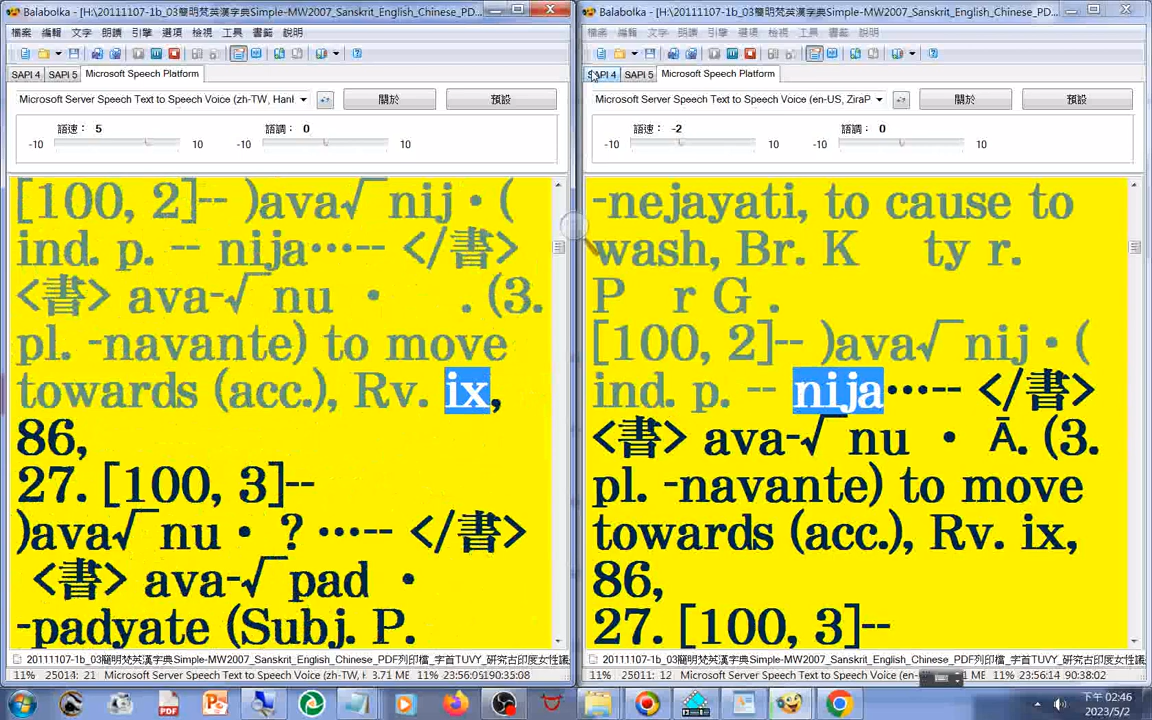 Balabolka - [H:\20111107-1b_03簡明梵英漢字典Simple-MW2007_Sanskrit_English_Chinese_PD...
檔案 編輯 文字 朗讀 引擎 選項 檢視 工具 書籤 說明
SAPI 4 SAPI 5 Microsoft Speech Platform
Microsoft Server Speech Text to Speech Voice (zh-TW, Hanl 關於 預設
語速： 5 語調： 0
-10 10 -10 10
[100, 2]-- )ava√ nij •（
ind. p. -- nija…-- </書>
<書> ava-√ nu • . (3.
pl. -navante) to move
towards (acc.), Rv. ix,
86,
27. [100, 3]--
)ava√ nu • ? …-- </書>
<書> ava-√ pad •
-padyate (Subj. P.
20111107-1b_03簡明梵英漢字典Simple-MW2007_Sanskrit_English_Chinese_PDF列印檔_字首TUVY_研究古印度女性議
11% 25014: 21 Microsoft Server Speech Text to Speech Voice (zh-TW, H 3.71 ME 11% 23:56:05|90:35:08
Balabolka - [H:\20111107-1b_03簡明梵英漢字典Simple-MW2007_Sanskrit_English_Chinese_PD...
檔案 編輯 文字 朗讀 引擎 選項 檢視 工具 書籤 說明
SAPI 4 SAPI 5 Microsoft Speech Platform
Microsoft Server Speech Text to Speech Voice (en-US, ZiraP 關於 預設
語速： -2 語調： 0
-10 10 -10 10
-nejayati, to cause to
wash, Br. K ty r.
P r G .
[100, 2]-- )ava√ nij •（
ind. p. -- nija…-- </書>
<書> ava-√ nu • Ā. (3.
pl. -navante) to move
towards (acc.), Rv. ix,
86,
27. [100, 3]--
20111107-1b_03簡明梵英漢字典Simple-MW2007_Sanskrit_English_Chinese_PDF列印檔_字首TUVY_研究古印度女性議
11% 25011: 12 Microsoft Server Speech Text to Speech Voice (en- 11% 23:56:14 90:38:02
下午 02:46
2023/5/2